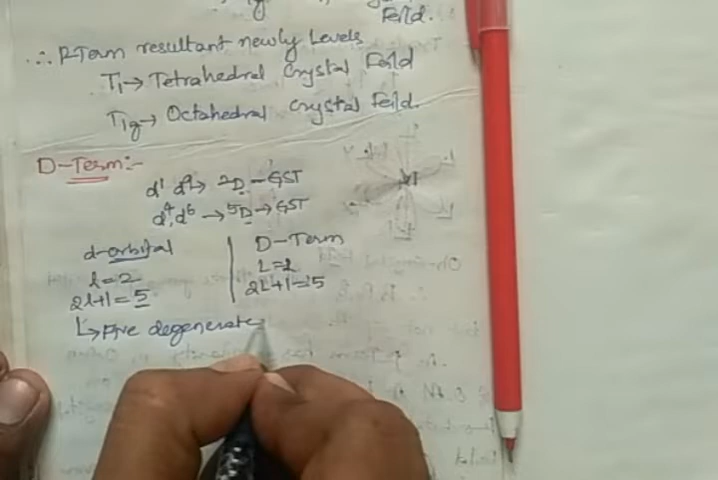 Feild.
∴ P-Term resultant newly Levels
T₁→ Tetrahedral crystal Feild
T₁g→ Octahedral crystal Feild.
D-Term:-
d¹ d⁹→ ²D → GST
d⁴, d⁶ → ⁵D → GST
d-orbital
l=2
2l+1=5
↳ five degenerate
D-Term
L=2
2L+1=5